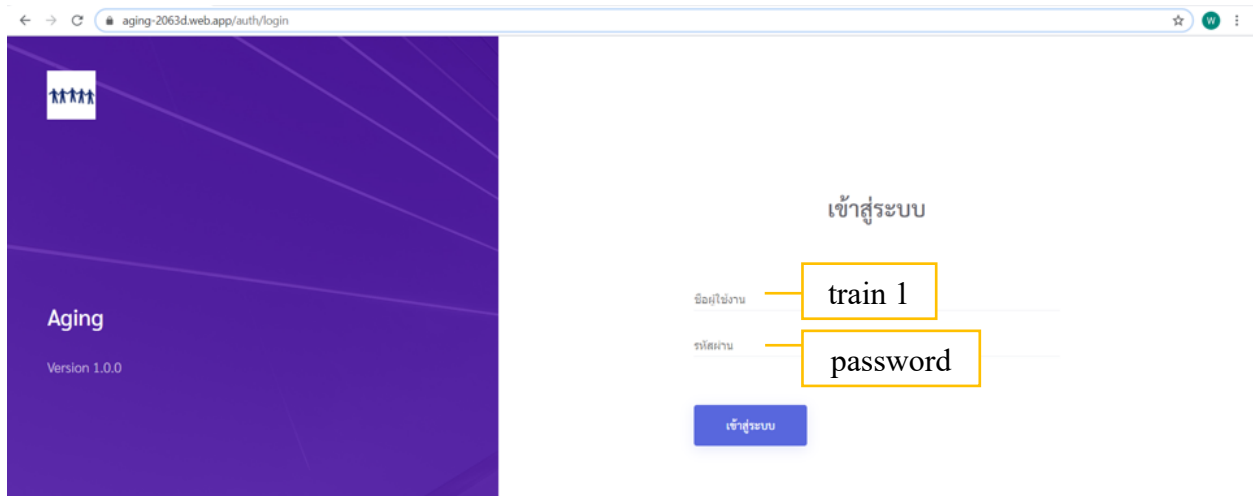 aging-2063d.web.app/auth/login
W
เข้าสู่ระบบ
ชื่อผู้ใช้งาน
train 1
รหัสผ่าน
password
เข้าสู่ระบบ
Aging
Version 1.0.0